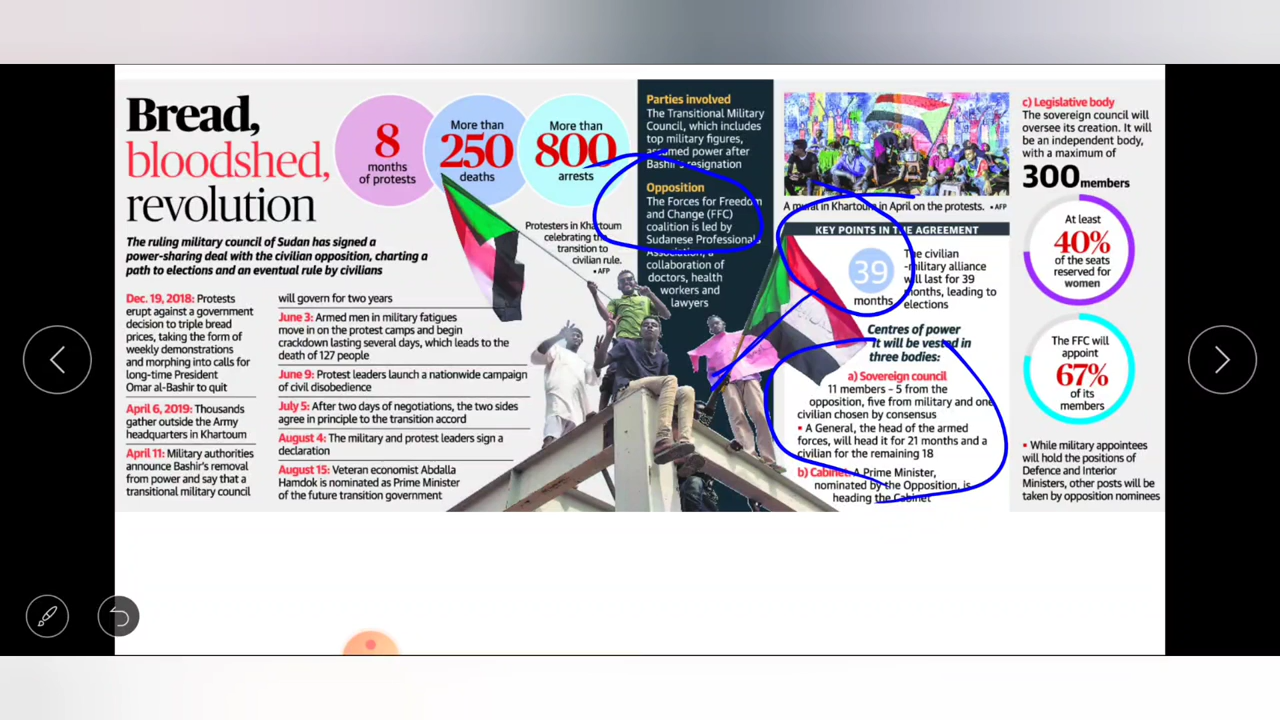 Bread,
bloodshed,
revolution
The ruling military council of Sudan has signed a
power-sharing deal with the civilian opposition, charting a
path to elections and an eventual rule by civilians
8
months
of protests
More than
250
deaths
More than
800
arrests
Protesters in Khartoum
celebrating the
transition to
civilian rule.
• AFP
Dec. 19, 2018: Protests
erupt against a government
decision to triple bread
prices, taking the form of
weekly demonstrations
and morphing into calls for
long-time President
Omar al-Bashir to quit
April 6, 2019: Thousands
gather outside the Army
headquarters in Khartoum
April 11: Military authorities
announce Bashir's removal
from power and say that a
transitional military council
will govern for two years
June 3: Armed men in military fatigues
move in on the protest camps and begin
crackdown lasting several days, which leads to the
death of 127 people
June 9: Protest leaders launch a nationwide campaign
of civil disobedience
July 5: After two days of negotiations, the two sides
agree in principle to the transition accord
August 4: The military and protest leaders sign a
declaration
August 15: Veteran economist Abdalla
Hamdok is nominated as Prime Minister
of the future transition government
Parties involved
The Transitional Military
Council, which includes
top military figures,
assumed power after
Bashir's resignation
Opposition
The Forces for Freedom
and Change (FFC)
coalition is led by
Sudanese Professionals
Association, a
collaboration of
doctors, health
workers and
lawyers
A mural in Khartoum in April on the protests. • AFP
KEY POINTS IN THE AGREEMENT
39
months
The civilian
-military alliance
will last for 39
months, leading to
elections
Centres of power
It will be vested in
three bodies:
a) Sovereign council
11 members – 5 from the
opposition, five from military and one
civilian chosen by consensus
• A General, the head of the armed
forces, will head it for 21 months and a
civilian for the remaining 18
b) Cabinet: A Prime Minister,
nominated by the Opposition, is
heading the Cabinet
c) Legislative body
The sovereign council will
oversee its creation. It will
be an independent body,
with a maximum of
300 members
At least
40%
of the seats
reserved for
women
The FFC will
appoint
67%
of its
members
• While military appointees
will hold the positions of
Defence and Interior
Ministers, other posts will be
taken by opposition nominees